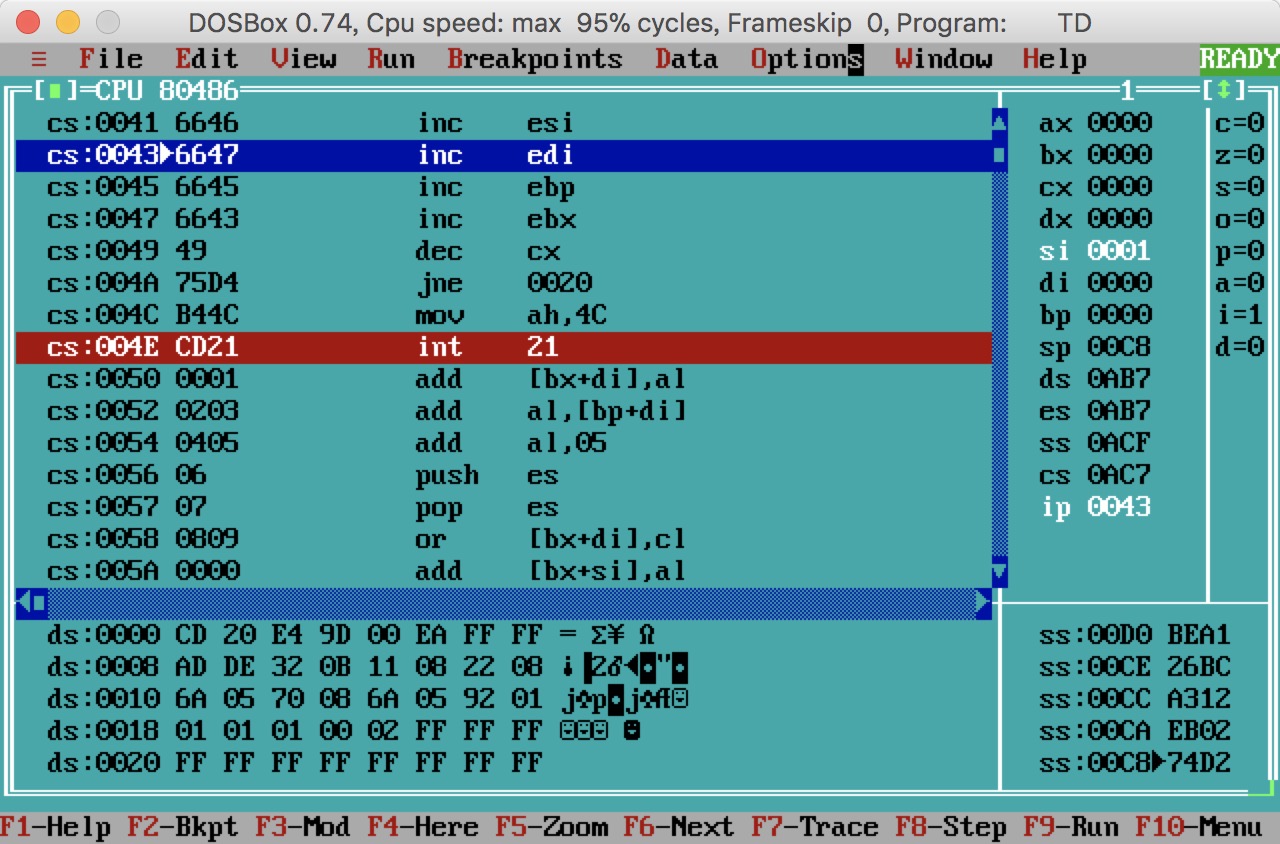 DOSBox 0.74, Cpu speed: max 95% cycles, Frameskip 0, Program: TD
≡ File Edit View Run Breakpoints Data Options Window Help READY
[■]=CPU 80486 1 [↕]
cs:0041 6646 inc esi ax 0000 c=0
cs:0043►6647 inc edi bx 0000 z=0
cs:0045 6645 inc ebp cx 0000 s=0
cs:0047 6643 inc ebx dx 0000 o=0
cs:0049 49 dec cx si 0001 p=0
cs:004A 75D4 jne 0020 di 0000 a=0
cs:004C B44C mov ah,4C bp 0000 i=1
cs:004E CD21 int 21 sp 00C8 d=0
cs:0050 0001 add [bx+di],al ds 0AB7
cs:0052 0203 add al,[bp+di] es 0AB7
cs:0054 0405 add al,05 ss 0ACF
cs:0056 06 push es cs 0AC7
cs:0057 07 pop es ip 0043
cs:0058 0809 or [bx+di],cl
cs:005A 0000 add [bx+si],al
ds:0000 CD 20 E4 9D 00 EA FF FF = Σ¥ Ω ss:00D0 BEA1
ds:0008 AD DE 32 0B 11 08 22 08 ¡▐2♂◄◘"◘ ss:00CE 26BC
ds:0010 6A 05 70 08 6A 05 92 01 j♣p◘j♣Æ☺ ss:00CC A312
ds:0018 01 01 01 00 02 FF FF FF ☺☺☺ ☻ ss:00CA EB02
ds:0020 FF FF FF FF FF FF FF FF ss:00C8►74D2
F1-Help F2-Bkpt F3-Mod F4-Here F5-Zoom F6-Next F7-Trace F8-Step F9-Run F10-Menu